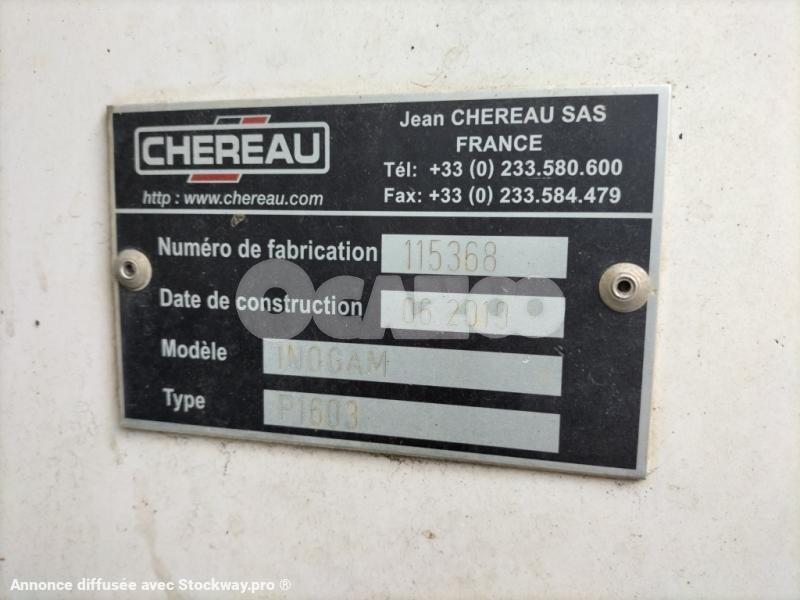 CHEREAU
http : www.chereau.com
Jean CHEREAU SAS
FRANCE
Tél: +33 (0) 233.580.600
Fax: +33 (0) 233.584.479
Numéro de fabrication 115368
Date de construction 06.2019
Modèle INOGAM
Type P1603
OCAZOO
Annonce diffusée avec Stockway.pro ®